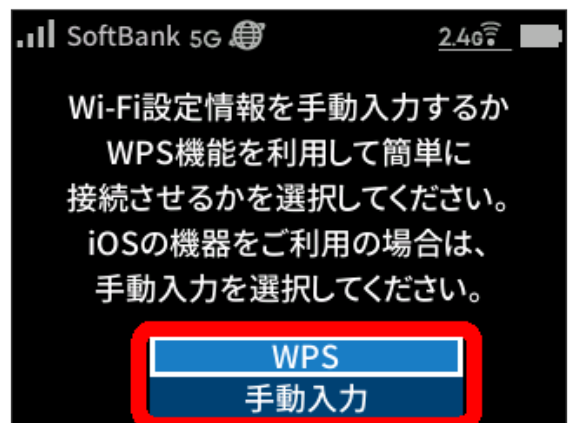 SoftBank 5G 2.4G
Wi-Fi設定情報を手動入力するか
WPS機能を利用して簡単に
接続させるかを選択してください。
iOSの機器をご利用の場合は、
手動入力を選択してください。
WPS
手動入力